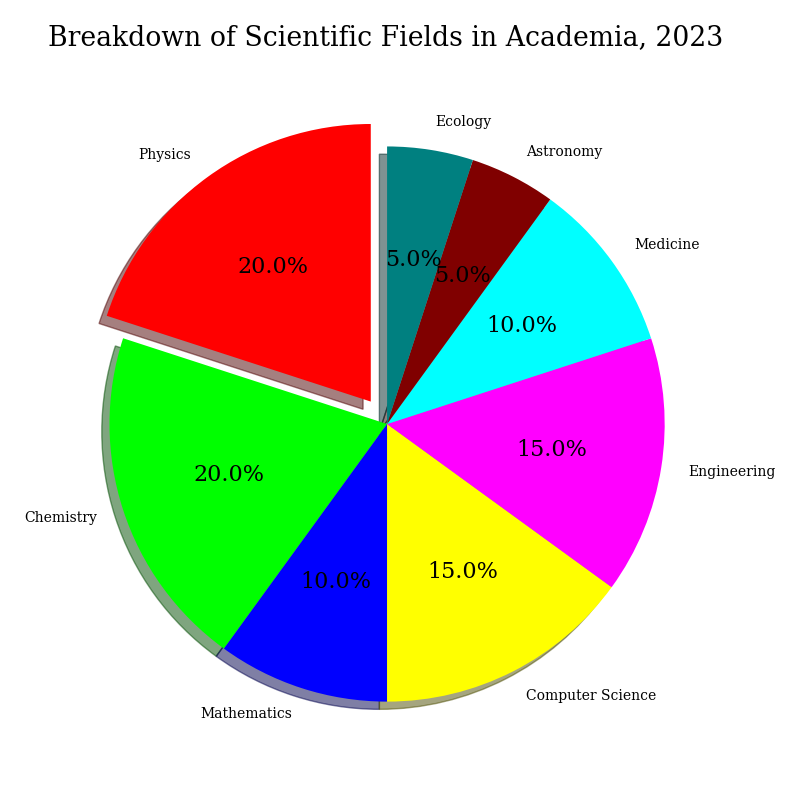 Breakdown of Scientific Fields in Academia, 2023
Ecology
Physics
Astronomy
Medicine
5.0%
20.0%
5.0%
10.0%
15.0%
Engineering
20.0%
Chemistry
15.0%
10.0%
Computer Science
Mathematics